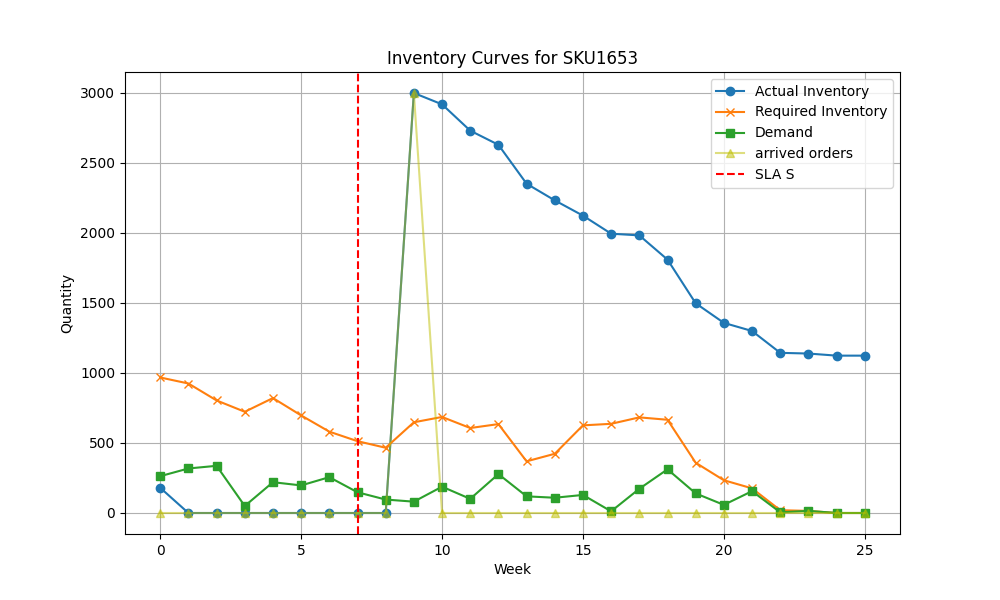 Inventory Curves for SKU1653
Actual Inventory
Required Inventory
Demand
arrived orders
SLA S
Quantity
3000
2500
2000
1500
1000
500
0
0 5 10 15 20 25
Week